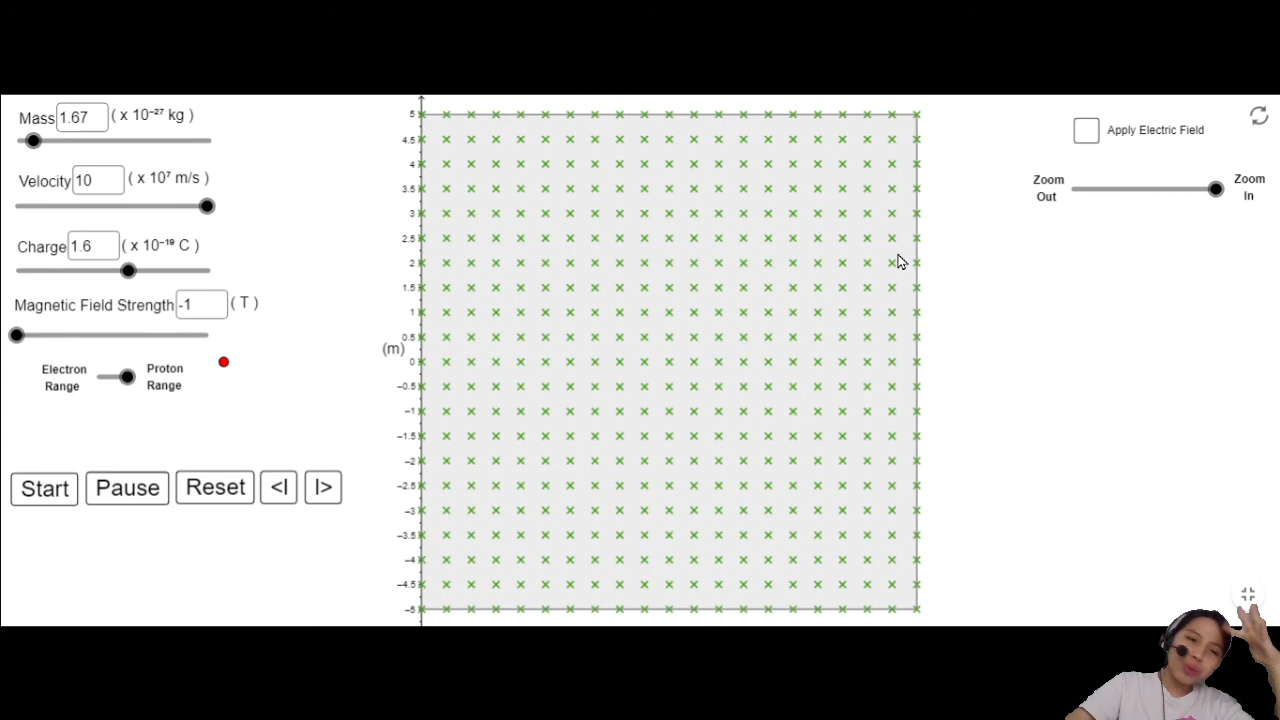 Mass 1.67 ( x 10⁻²⁷ kg )
Velocity 10 ( x 10⁷ m/s )
Charge 1.6 ( x 10⁻¹⁹ C )
Magnetic Field Strength -1 ( T )
Electron Range
Proton Range
Start Pause Reset <I I>
5
4.5
4
3.5
3
2.5
2
1.5
1
0.5
(m)
0
−0.5
−1
−1.5
−2
−2.5
−3
−3.5
−4
−4.5
−5
Apply Electric Field
Zoom Out
Zoom In